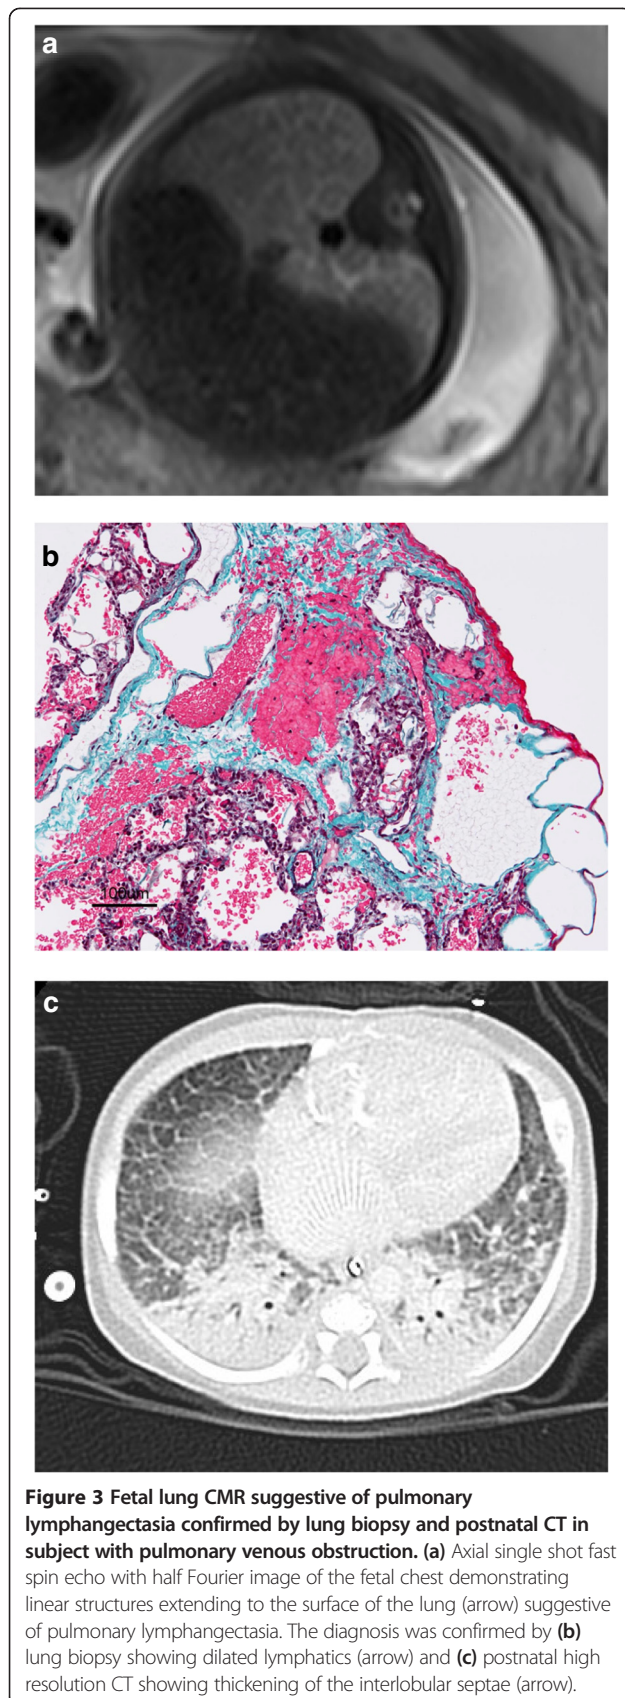 a
b
100um
c
Figure 3 Fetal lung CMR suggestive of pulmonary
lymphangectasia confirmed by lung biopsy and postnatal CT in
subject with pulmonary venous obstruction. (a) Axial single shot fast
spin echo with half Fourier image of the fetal chest demonstrating
linear structures extending to the surface of the lung (arrow) suggestive
of pulmonary lymphangectasia. The diagnosis was confirmed by (b)
lung biopsy showing dilated lymphatics (arrow) and (c) postnatal high
resolution CT showing thickening of the interlobular septae (arrow).